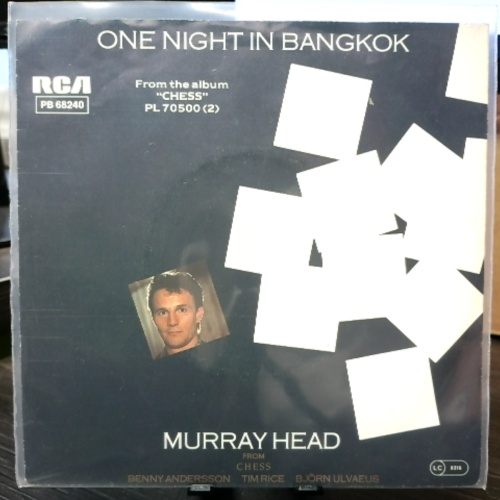 ONE NIGHT IN BANGKOK
RCA
PB 68240
From the album
"CHESS"
PL 70500 (2)
MURRAY HEAD
FROM
CHESS
BENNY ANDERSSON TIM RICE BJÖRN ULVAEUS
LC